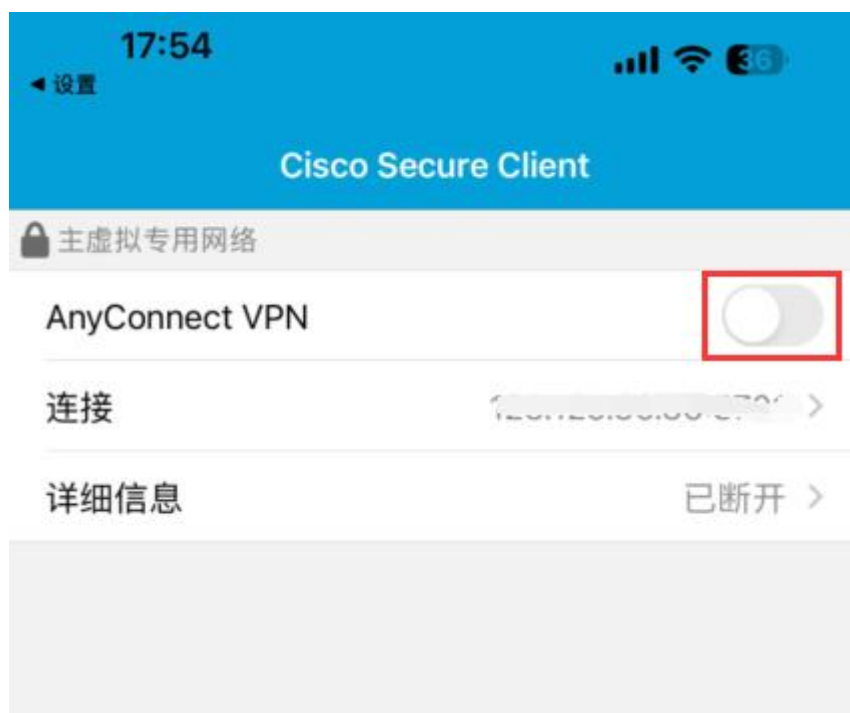 17:54
◀ 设置
36
Cisco Secure Client
主虚拟专用网络
AnyConnect VPN
连接
详细信息 已断开